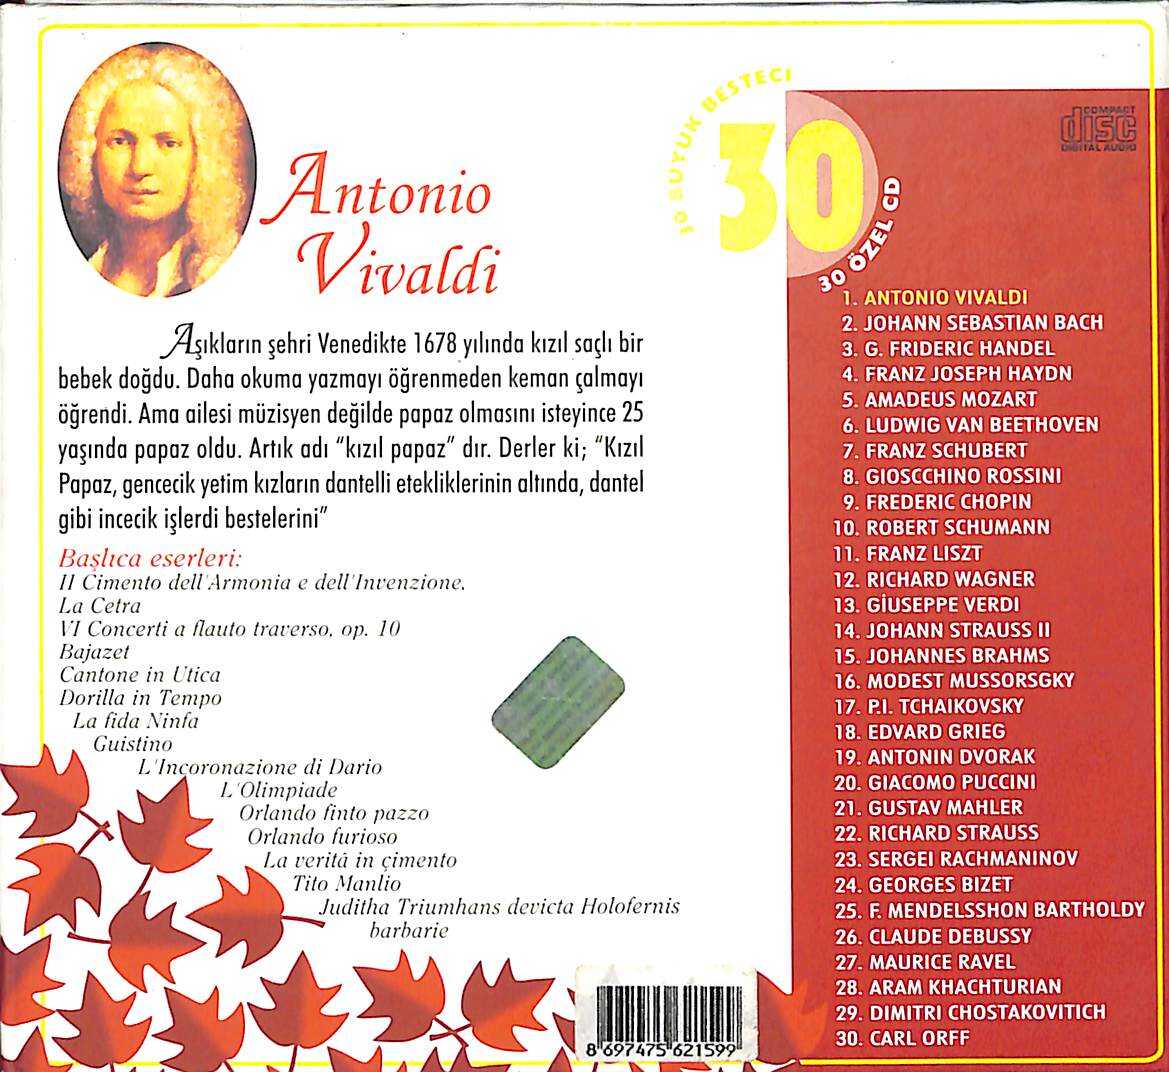 Antonio
Vivaldi
Aşıkların şehri Venedikte 1678 yılında kızıl saçlı bir
bebek doğdu. Daha okuma yazmayı öğrenmeden keman çalmayı
öğrendi. Ama ailesi müzisyen değilde papaz olmasını isteyince 25
yaşında papaz oldu. Artık adı “kızıl papaz” dır. Derler ki; “Kızıl
Papaz, gencecik yetim kızların dantelli etekliklerinin altında, dantel
gibi incecik işlerdi bestelerini”
Başlıca eserleri:
Il Cimento dell'Armonia e dell'Invenzione,
La Cetra
VI Concerti a flauto traverso, op. 10
Bajazet
Cantone in Utica
Dorilla in Tempo
La fida Ninfa
Guistino
L'Incoronazione di Dario
L'Olimpiade
Orlando finto pazzo
Orlando furioso
La verità in çimento
Tito Manlio
Juditha Triumhans devicta Holofernis
barbarie
30 BÜYÜK BESTECİ
30
30 ÖZEL CD
COMPACT
disc
DIGITAL AUDIO
1. ANTONIO VIVALDI
2. JOHANN SEBASTIAN BACH
3. G. FRIDERIC HANDEL
4. FRANZ JOSEPH HAYDN
5. AMADEUS MOZART
6. LUDWIG VAN BEETHOVEN
7. FRANZ SCHUBERT
8. GIOSCCHINO ROSSINI
9. FREDERIC CHOPIN
10. ROBERT SCHUMANN
11. FRANZ LISZT
12. RICHARD WAGNER
13. GİUSEPPE VERDI
14. JOHANN STRAUSS II
15. JOHANNES BRAHMS
16. MODEST MUSSORSGKY
17. P.I. TCHAIKOVSKY
18. EDVARD GRIEG
19. ANTONIN DVORAK
20. GIACOMO PUCCINI
21. GUSTAV MAHLER
22. RICHARD STRAUSS
23. SERGEI RACHMANINOV
24. GEORGES BIZET
25. F. MENDELSSHON BARTHOLDY
26. CLAUDE DEBUSSY
27. MAURICE RAVEL
28. ARAM KHACHTURIAN
29. DIMITRI CHOSTAKOVITICH
30. CARL ORFF
8 697475 621599